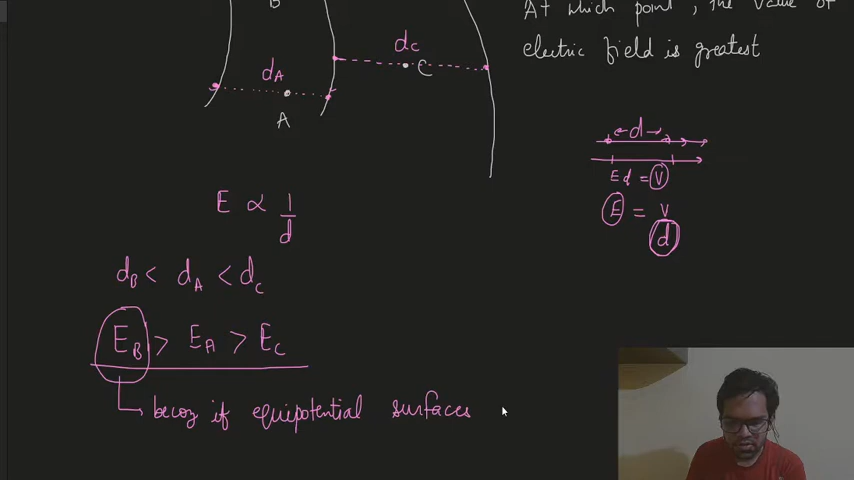 B
At which point, the value of
electric field is greatest
dC
C
dA
A
←d→
Ed = V
E = V
d
E ∝ 1
d
dB < dA < dC
EB > EA > EC
becoz if equipotential surfaces